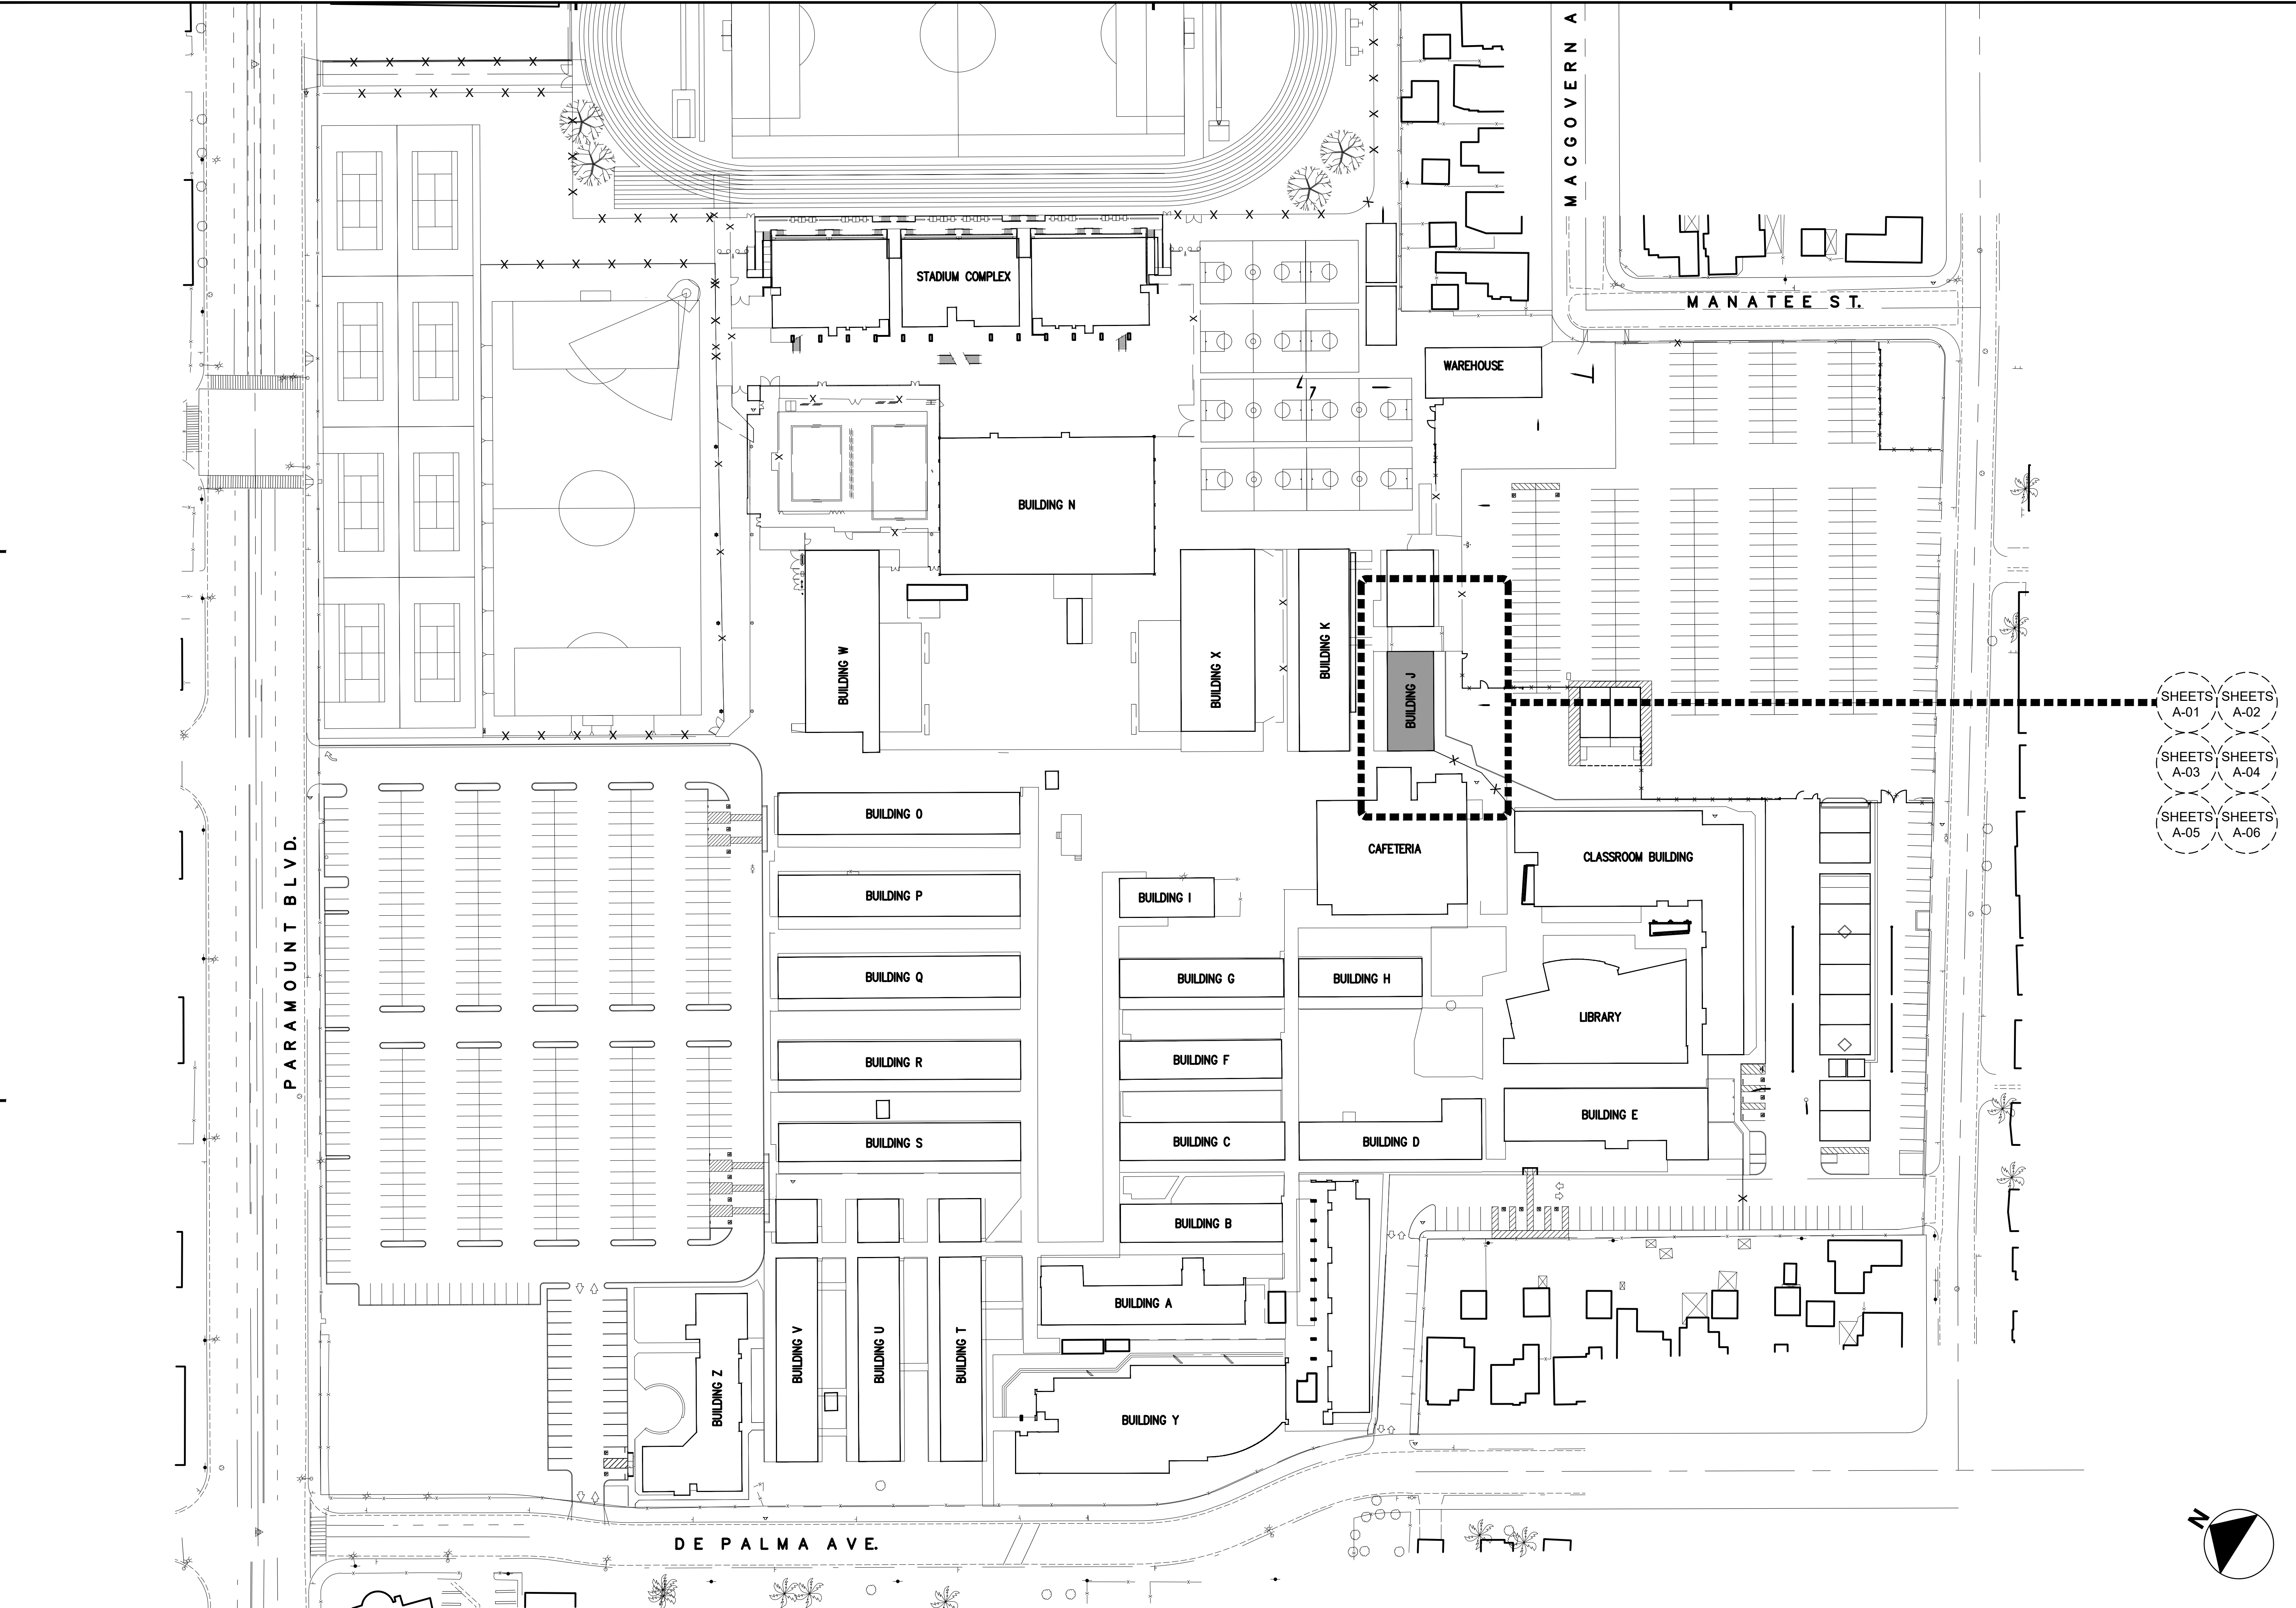 MACGOVERN A
STADIUM COMPLEX
MANATEE ST.
WAREHOUSE
BUILDING N
BUILDING W
BUILDING X
BUILDING K
BUILDING J
SHEETS A-01
SHEETS A-02
SHEETS A-03
SHEETS A-04
SHEETS A-05
SHEETS A-06
PARAMOUNT BLVD.
BUILDING O
CAFETERIA
CLASSROOM BUILDING
BUILDING P
BUILDING I
BUILDING Q
BUILDING G
BUILDING H
LIBRARY
BUILDING R
BUILDING F
BUILDING E
BUILDING S
BUILDING C
BUILDING D
BUILDING B
BUILDING A
BUILDING Z
BUILDING V
BUILDING U
BUILDING T
BUILDING Y
DE PALMA AVE.
N